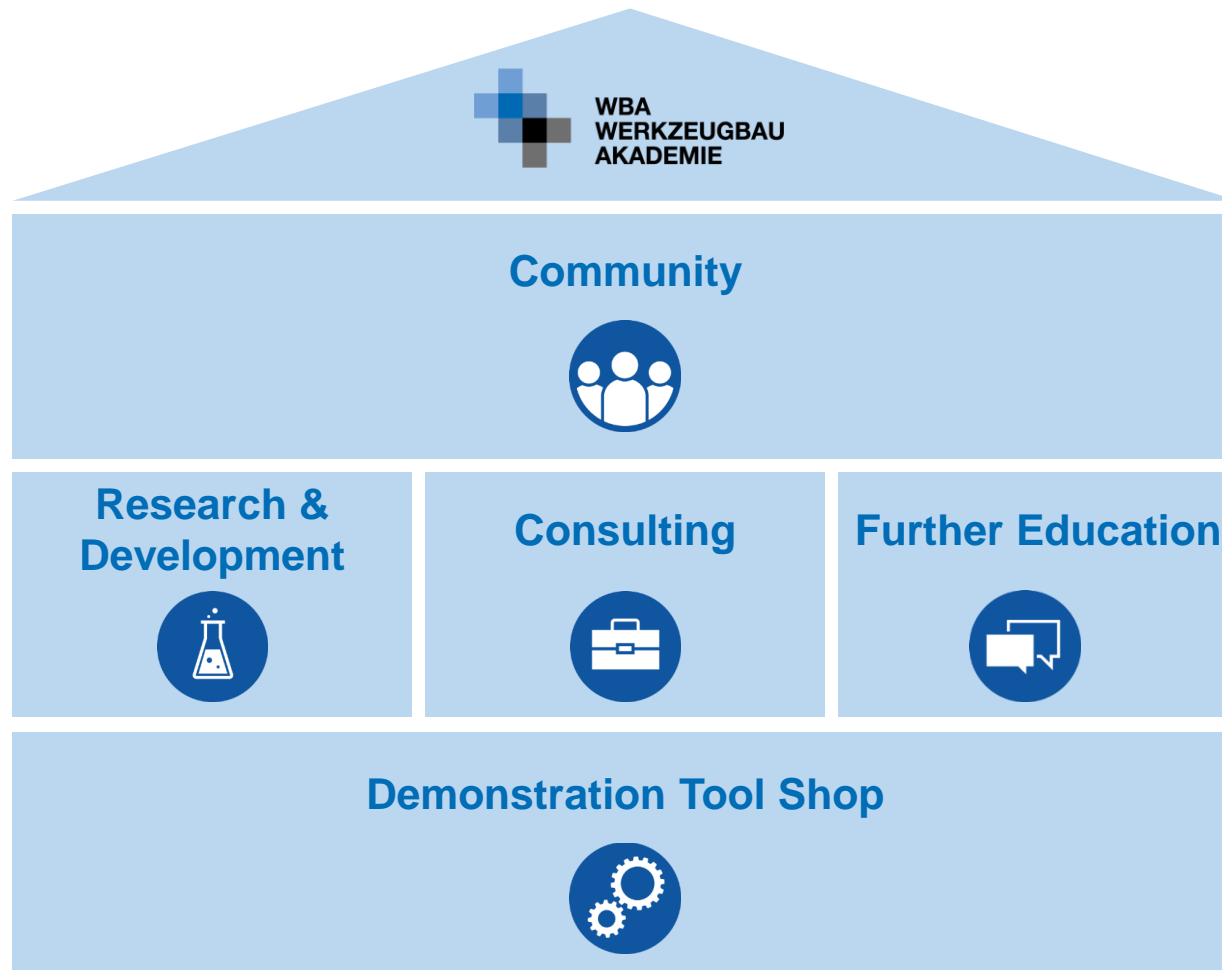 WBA
WERKZEUGBAU
AKADEMIE
Community
Research &
Development
Consulting
Further Education
Demonstration Tool Shop